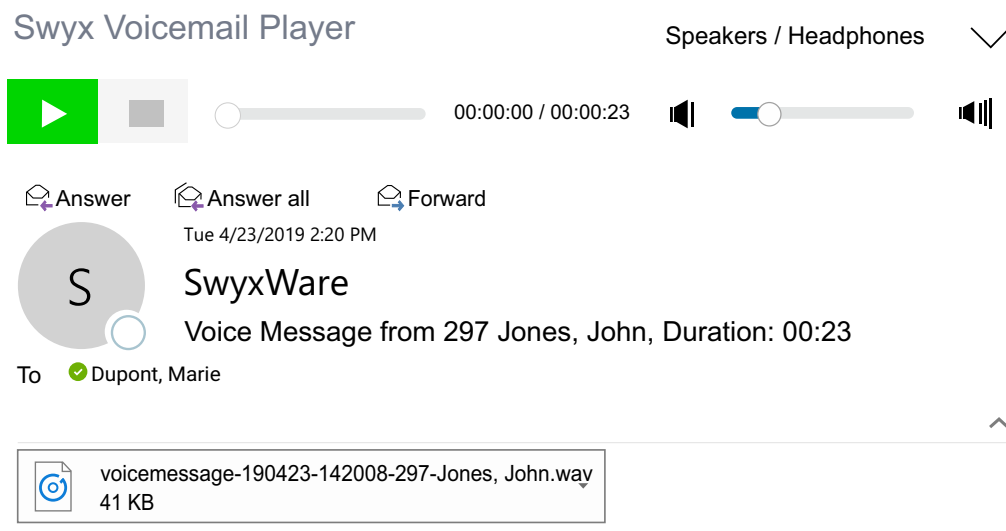 Swyx Voicemail Player
Speakers / Headphones
00:00:00 / 00:00:23
Answer Answer all Forward
Tue 4/23/2019 2:20 PM
S
SwyxWare
Voice Message from 297 Jones, John, Duration: 00:23
To Dupont, Marie
voicemessage-190423-142008-297-Jones, John.wav
41 KB